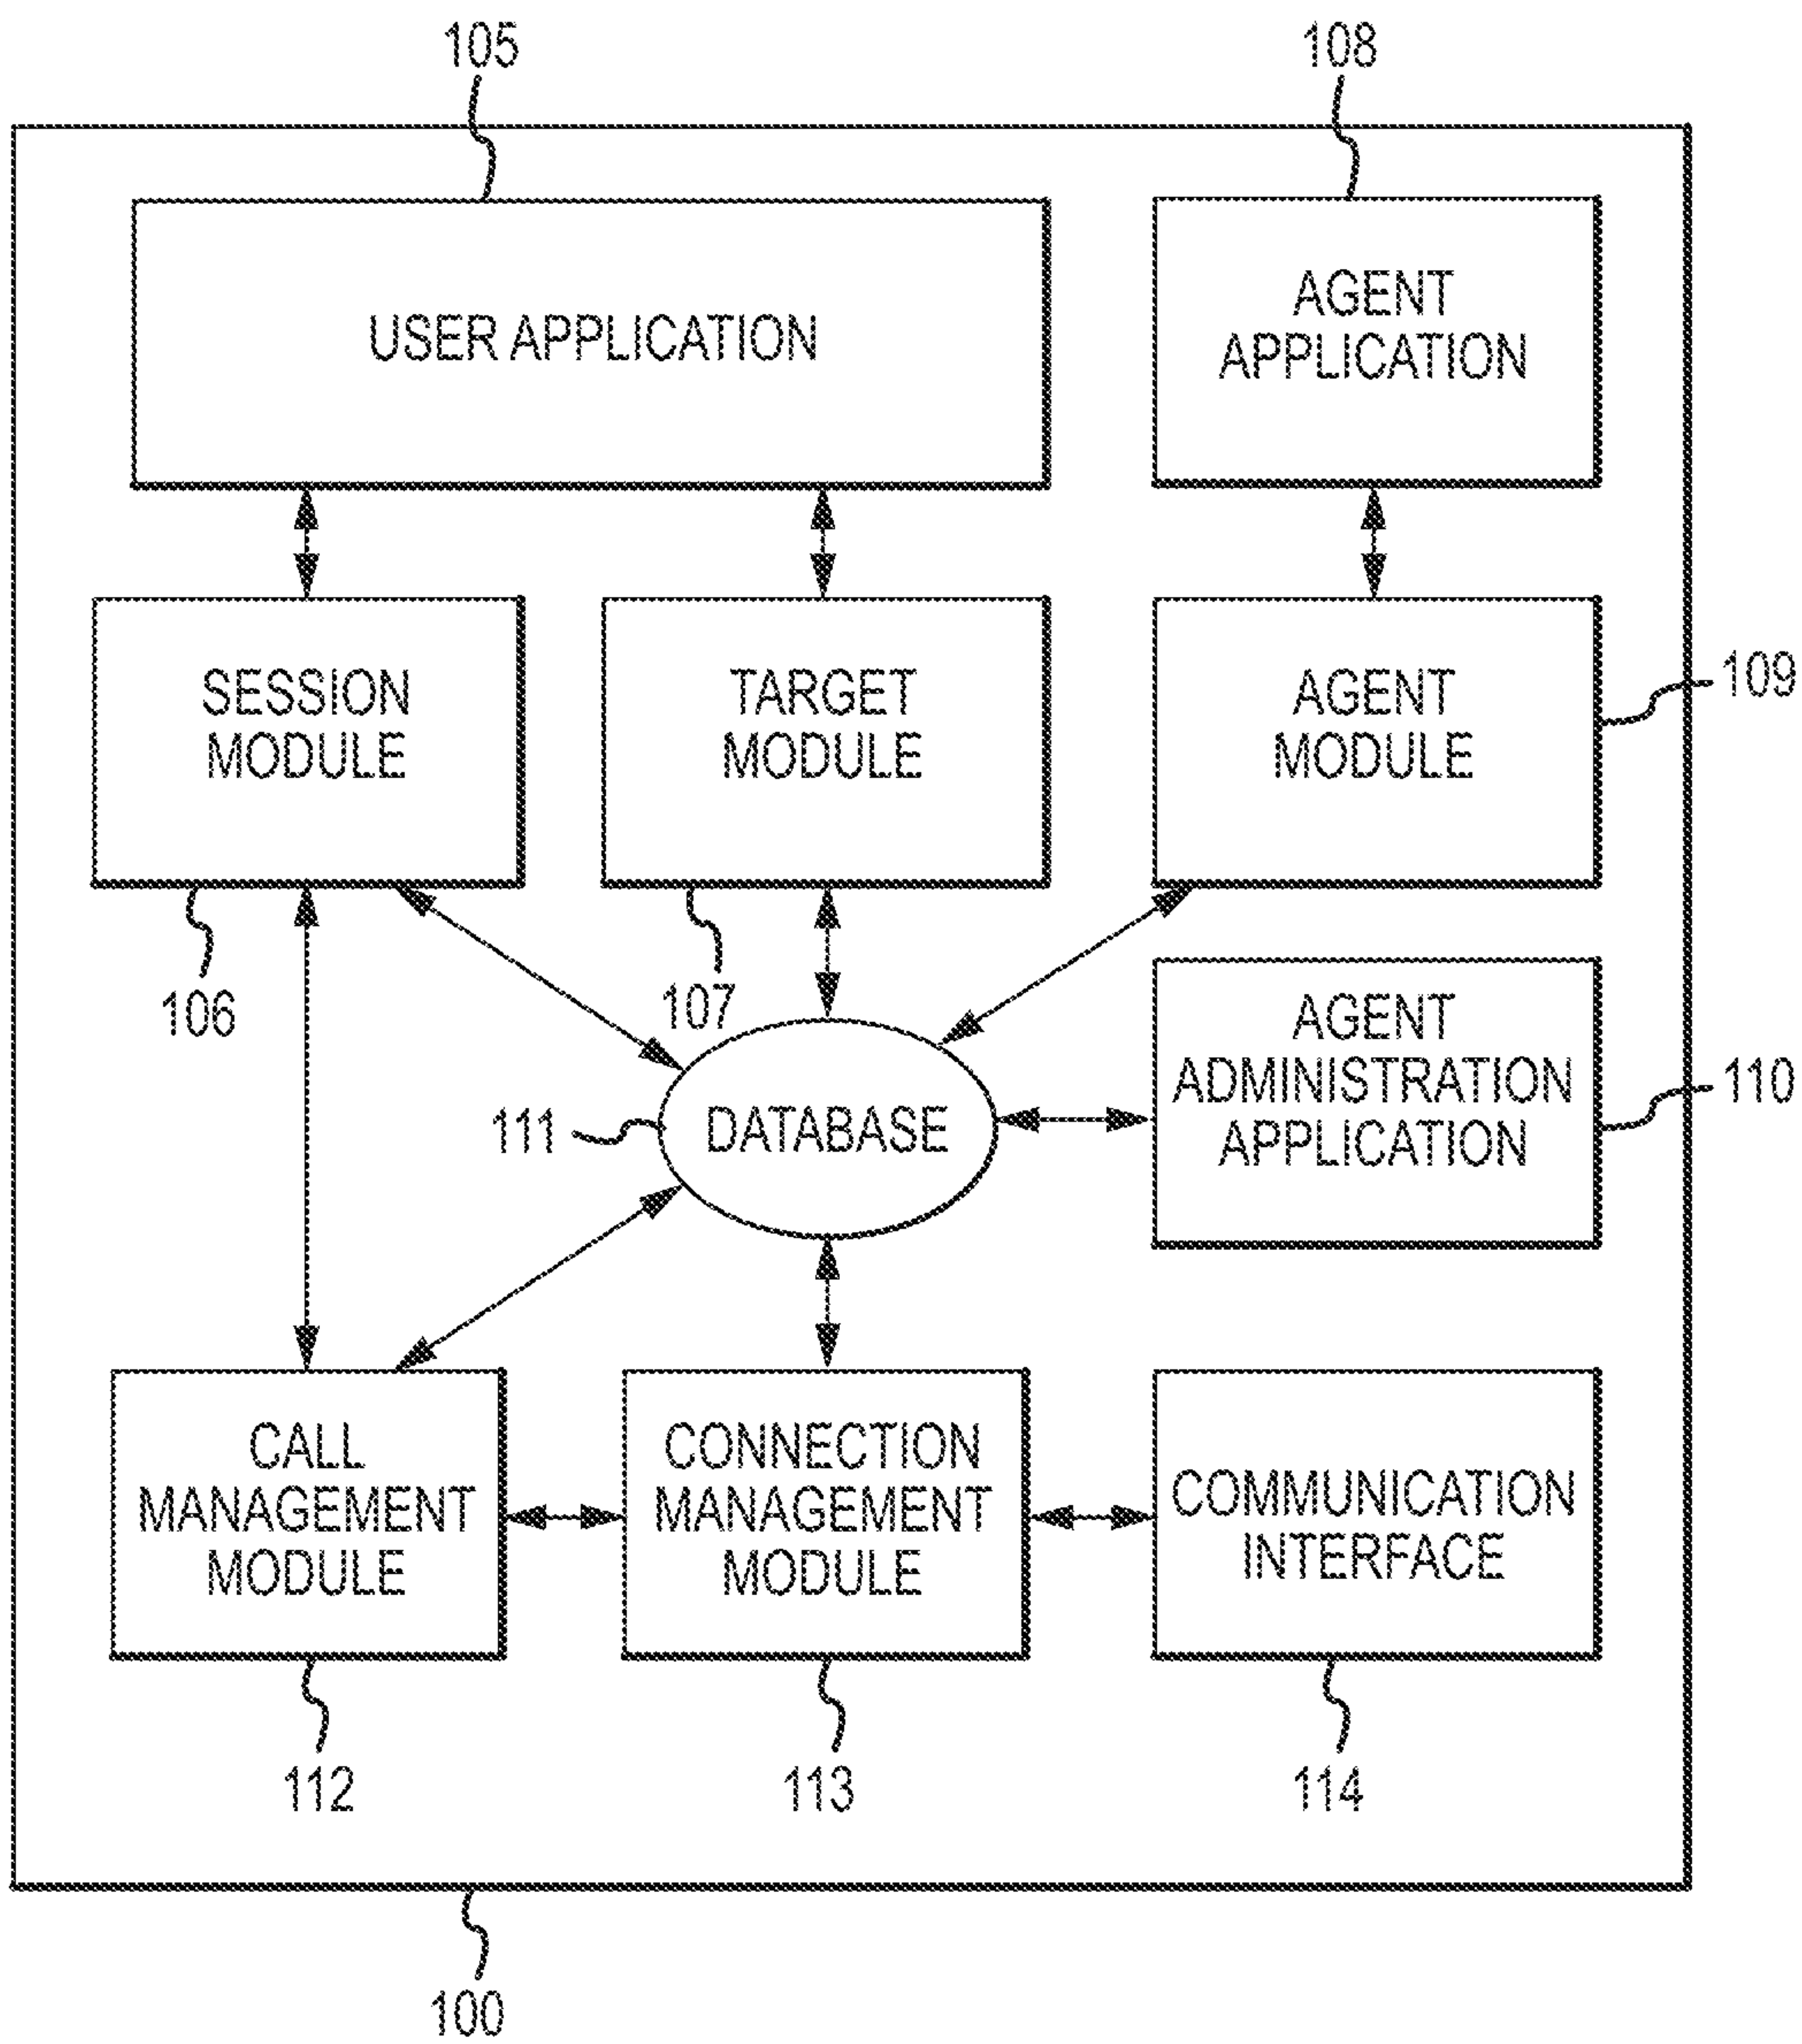 105
108
USER APPLICATION
AGENT
APPLICATION
SESSION
MODULE
TARGET
MODULE
AGENT
MODULE
109
106
107
AGENT
ADMINISTRATION
APPLICATION
110
111
DATABASE
CALL
MANAGEMENT
MODULE
CONNECTION
MANAGEMENT
MODULE
COMMUNICATION
INTERFACE
112
113
114
100